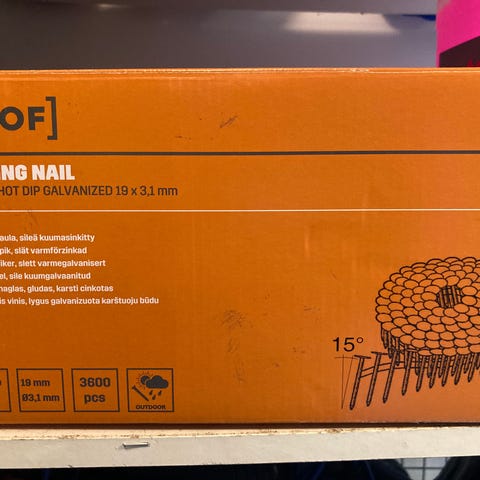 OF]
NG NAIL
HOT DIP GALVANIZED 19 x 3,1 mm
aula, sileä kuumasinkitty
pik, slät varmförzinkad
iker, slett varmegalvanisert
el, sile kuumgalvaanitud
naglas, gludas, karsti cinkotas
is vinis, lygus galvanizuota karštuoju būdu
15°
19 mm
Ø3,1 mm
3600
pcs
OUTDOOR